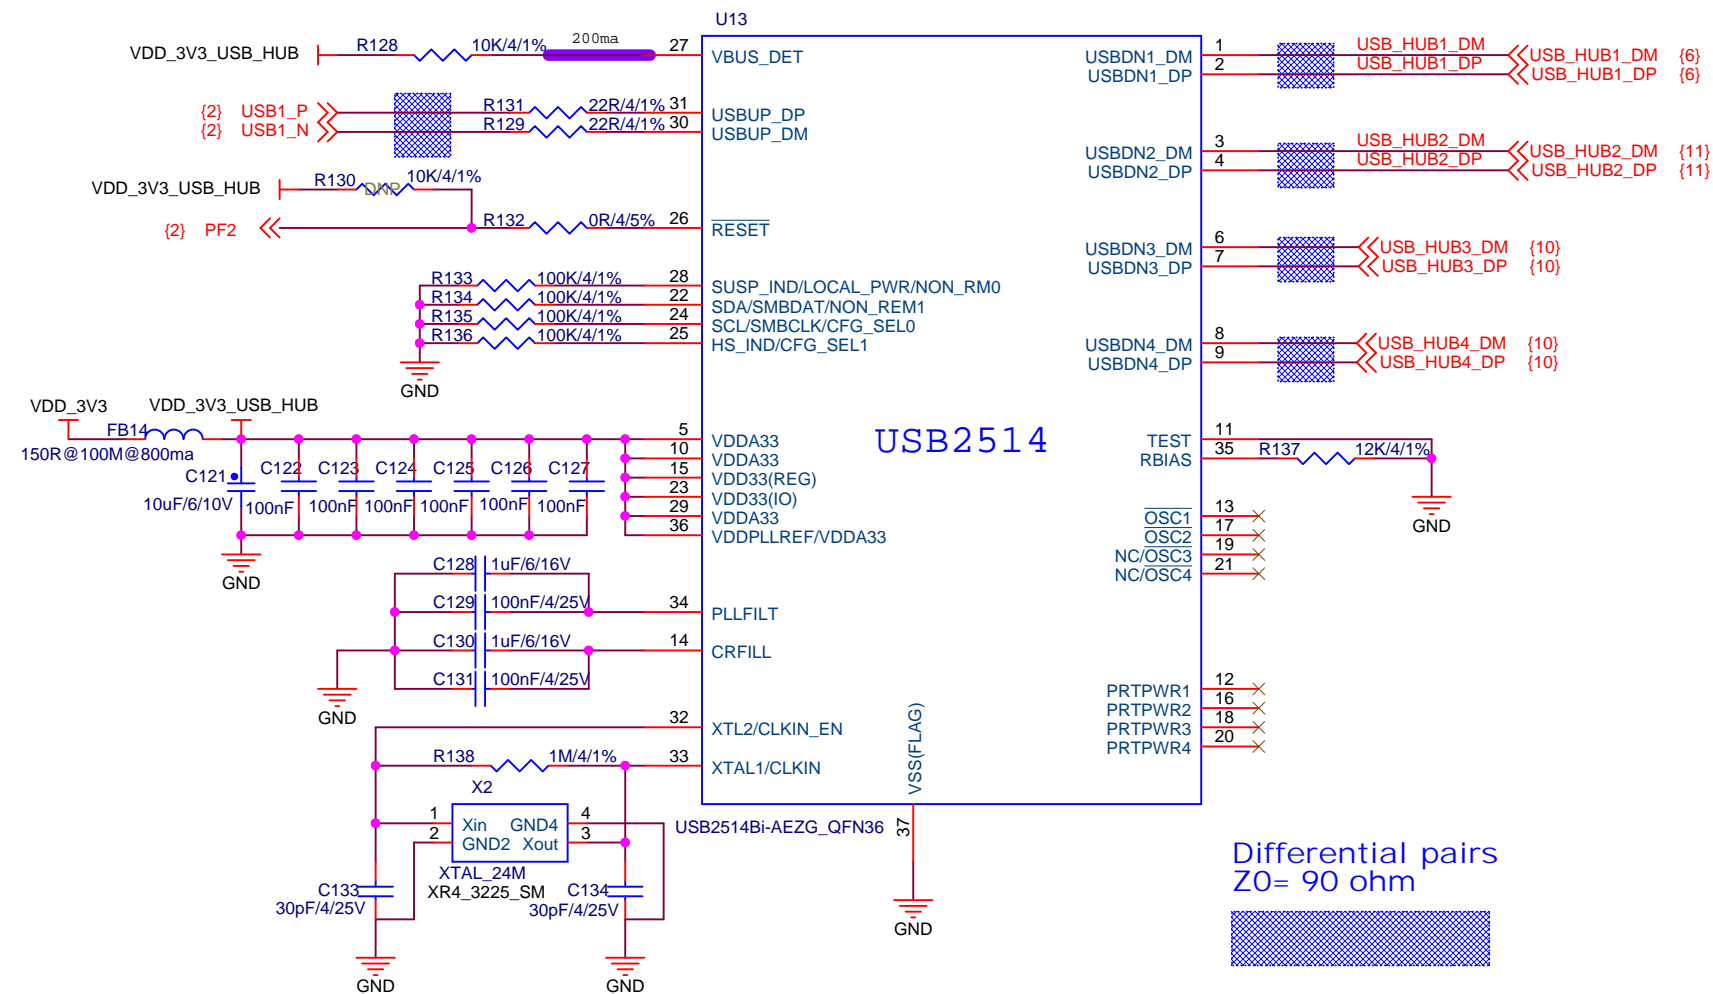 U13
VDD_3V3_USB_HUB R128 10K/4/1% 200ma 27 VBUS_DET
{2} USB1_P R131 22R/4/1% 31 USBUP_DP
{2} USB1_N R129 22R/4/1% 30 USBUP_DM
VDD_3V3_USB_HUB R130 DNP 10K/4/1%
{2} PF2 R132 0R/4/5% 26 RESET
R133 100K/4/1% 28 SUSP_IND/LOCAL_PWR/NON_RM0
R134 100K/4/1% 22 SDA/SMBDAT/NON_REM1
R135 100K/4/1% 24 SCL/SMBCLK/CFG_SEL0
R136 100K/4/1% 25 HS_IND/CFG_SEL1
GND
VDD_3V3 VDD_3V3_USB_HUB
FB14
150R@100M@800ma
C121 C122 C123 C124 C125 C126 C127
10uF/6/10V 100nF 100nF 100nF 100nF 100nF 100nF
GND
5 VDDA33
10 VDDA33
15 VDD33(REG)
23 VDD33(IO)
29 VDDA33
36 VDDPLLREF/VDDA33
C128 1uF/6/16V
C129 100nF/4/25V 34 PLLFILT
C130 1uF/6/16V 14 CRFILL
C131 100nF/4/25V
GND
32 XTL2/CLKIN_EN
R138 1M/4/1% 33 XTAL1/CLKIN
X2
1 Xin GND4 4
2 GND2 Xout 3
XTAL_24M
XR4_3225_SM
C133
30pF/4/25V
C134
30pF/4/25V
GND
GND
USB2514
USBDN1_DM 1 USB_HUB1_DM USB_HUB1_DM {6}
USBDN1_DP 2 USB_HUB1_DP USB_HUB1_DP {6}
USBDN2_DM 3 USB_HUB2_DM USB_HUB2_DM {11}
USBDN2_DP 4 USB_HUB2_DP USB_HUB2_DP {11}
USBDN3_DM 6 USB_HUB3_DM {10}
USBDN3_DP 7 USB_HUB3_DP {10}
USBDN4_DM 8 USB_HUB4_DM {10}
USBDN4_DP 9 USB_HUB4_DP {10}
TEST 11
RBIAS 35 R137 12K/4/1%
GND
OSC1 13
OSC2 17
NC/OSC3 19
NC/OSC4 21
PRTPWR1 12
PRTPWR2 16
PRTPWR3 18
PRTPWR4 20
VSS(FLAG)
37
GND
USB2514Bi-AEZG_QFN36
Differential pairs
Z0= 90 ohm